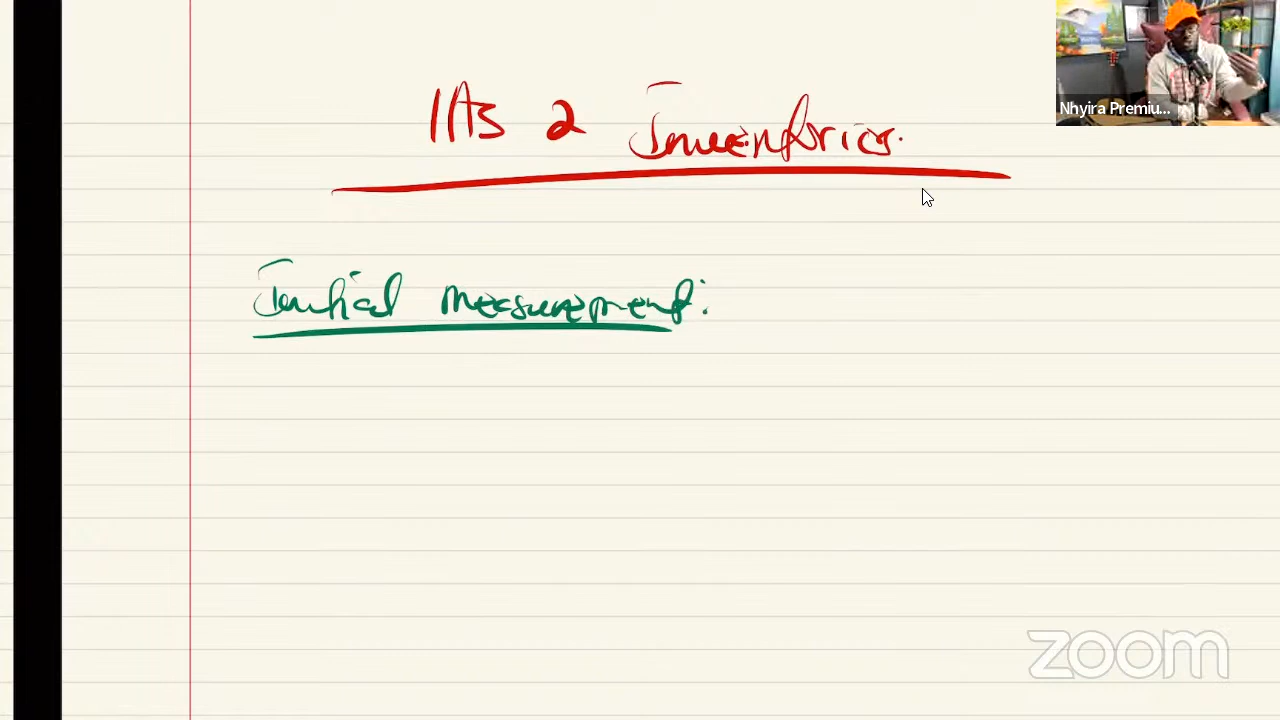 Nhyira Premiu...
IAS 2 Inventories.
Initial measurement:
zoom